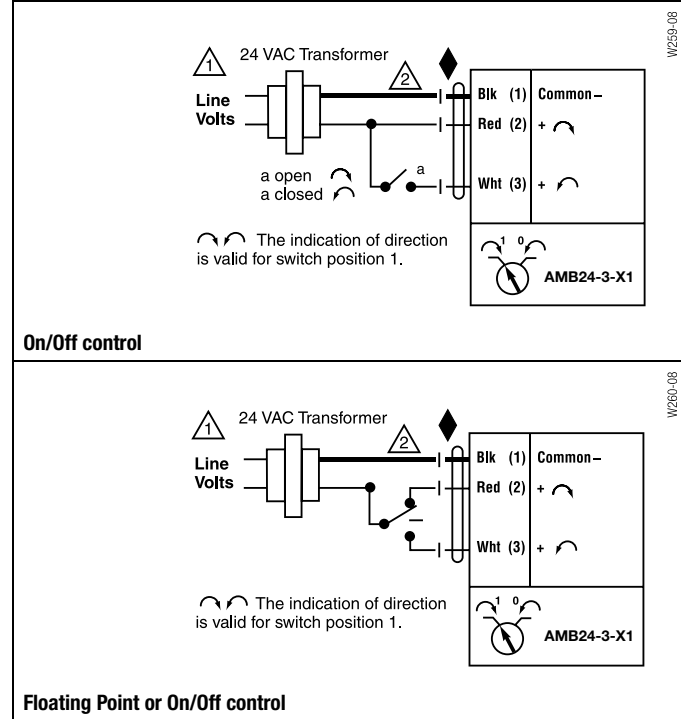 W259-08
1
24 VAC Transformer
2
Line
Volts
Blk (1) Common –
Red (2) +
a open
a closed
a
Wht (3) +
The indication of direction
is valid for switch position 1.
1 0
AMB24-3-X1
On/Off control
W260-08
1
24 VAC Transformer
2
Line
Volts
Blk (1) Common –
Red (2) +
Wht (3) +
The indication of direction
is valid for switch position 1.
1 0
AMB24-3-X1
Floating Point or On/Off control